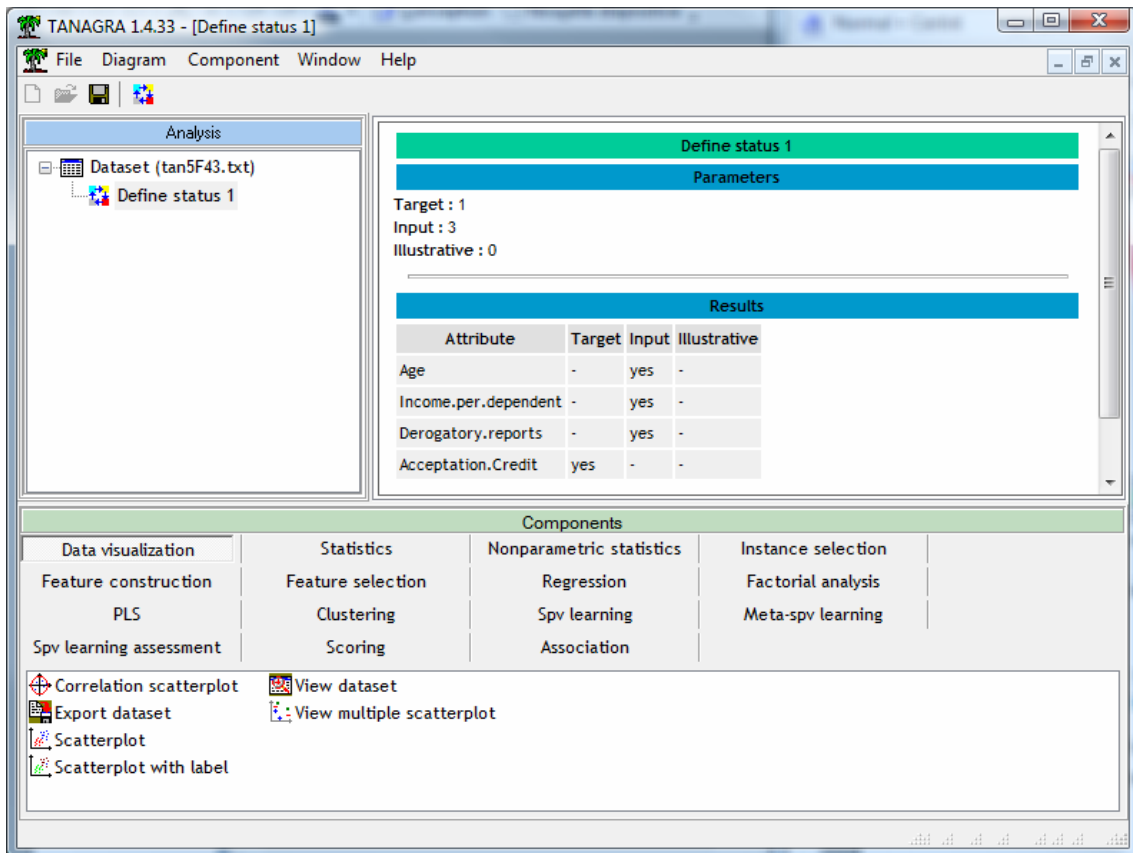 TANAGRA 1.4.33 - [Define status 1]
File Diagram Component Window Help
Analysis
Dataset (tan5F43.txt)
Define status 1
Define status 1
Parameters
Target : 1
Input : 3
Illustrative : 0
Results
Attribute Target Input Illustrative
Age - yes -
Income.per.dependent - yes -
Derogatory.reports - yes -
Acceptation.Credit yes - -
Components
Data visualization Statistics Nonparametric statistics Instance selection
Feature construction Feature selection Regression Factorial analysis
PLS Clustering Spv learning Meta-spv learning
Spv learning assessment Scoring Association
Correlation scatterplot View dataset
Export dataset View multiple scatterplot
Scatterplot
Scatterplot with label